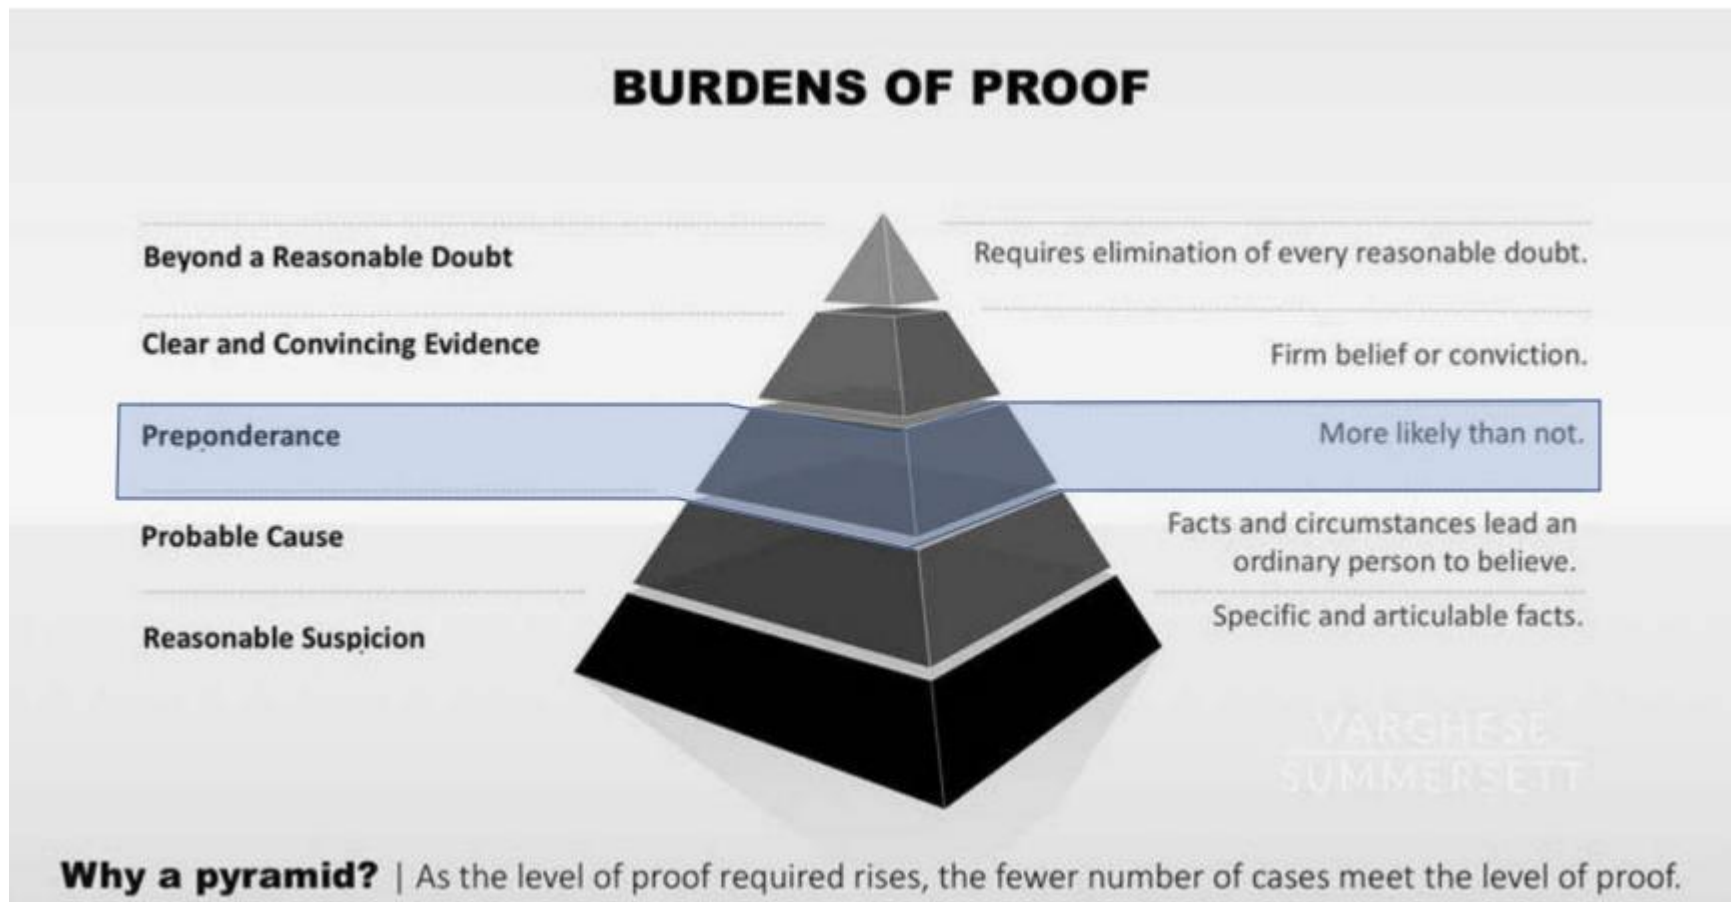 BURDENS OF PROOF
Beyond a Reasonable Doubt
Requires elimination of every reasonable doubt.
Clear and Convincing Evidence
Firm belief or conviction.
Preponderance
More likely than not.
Probable Cause
Facts and circumstances lead an
ordinary person to believe.
Reasonable Suspicion
Specific and articulable facts.
VARGHESE
SUMMERSETT
Why a pyramid? | As the level of proof required rises, the fewer number of cases meet the level of proof.